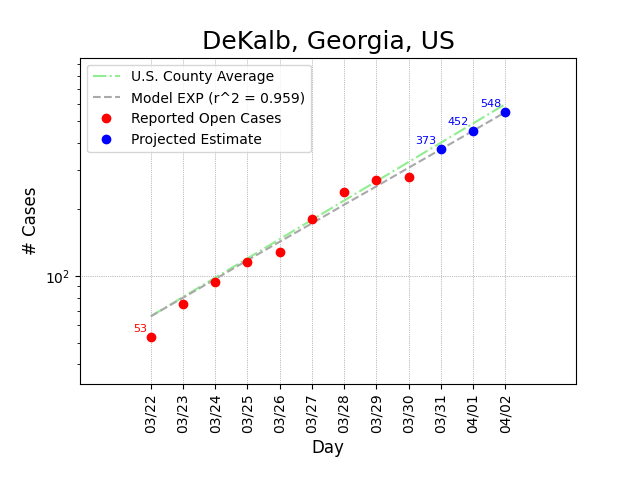 DeKalb, Georgia, US
U.S. County Average
Model EXP (r^2 = 0.959)
Reported Open Cases
Projected Estimate
548
452
373
53
# Cases
10²
03/22
03/23
03/24
03/25
03/26
03/27
03/28
03/29
03/30
03/31
04/01
04/02
Day